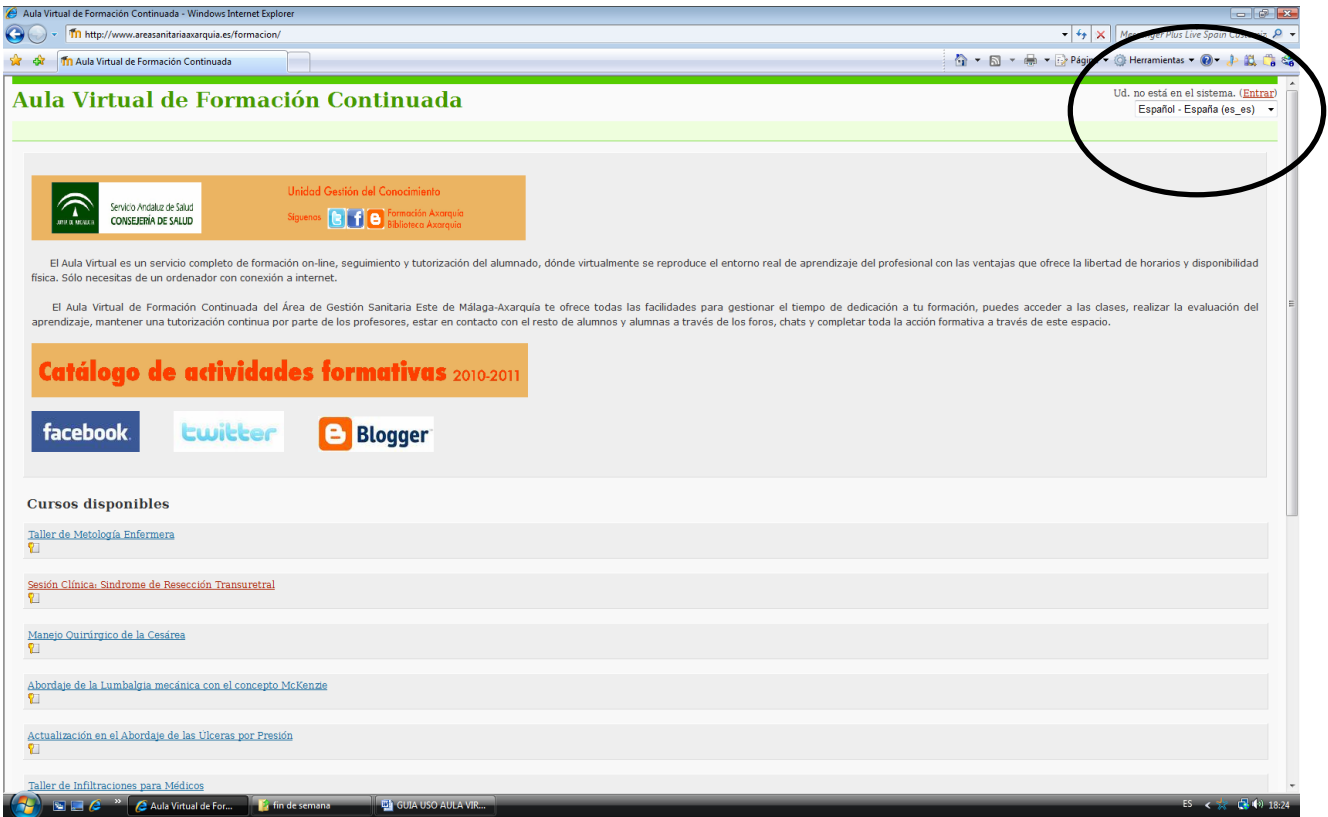 Aula Virtual de Formación Continuada - Windows Internet Explorer
http://www.areasanitariaaxarquia.es/formacion/
Plus Live Spain
Aula Virtual de Formación Continuada
Herramientas
Aula Virtual de Formación Continuada
Ud. no está en el sistema. (Entrar)
Español - España (es_es)
JUNTA DE ANDALUCIA
Servicio Andaluz de Salud
CONSEJERÍA DE SALUD
Unidad Gestión del Conocimiento
Síguenos
Formación Axarquía
Biblioteca Axarquía
El Aula Virtual es un servicio completo de formación on-line, seguimiento y tutorización del alumnado, dónde virtualmente se reproduce el entorno real de aprendizaje del profesional con las ventajas que ofrece la libertad de horarios y disponibilidad
física. Sólo necesitas de un ordenador con conexión a internet.
El Aula Virtual de Formación Continuada del Área de Gestión Sanitaria Este de Málaga-Axarquía te ofrece todas las facilidades para gestionar el tiempo de dedicación a tu formación, puedes acceder a las clases, realizar la evaluación del
aprendizaje, mantener una tutorización continua por parte de los profesores, estar en contacto con el resto de alumnos y alumnas a través de los foros, chats y completar toda la acción formativa a través de este espacio.
Catálogo de actividades formativas 2010-2011
facebook
twitter
Blogger
Cursos disponibles
Taller de Metología Enfermera
Sesión Clínica: Sindrome de Resección Transuretral
Manejo Quirúrgico de la Cesárea
Abordaje de la Lumbalgia mecánica con el concepto McKenzie
Actualización en el Abordaje de las Ulceras por Presión
Taller de Infiltraciones para Médicos
Aula Virtual de For...
fin de semana
GUIA USO AULA VIR...
ES
18:24